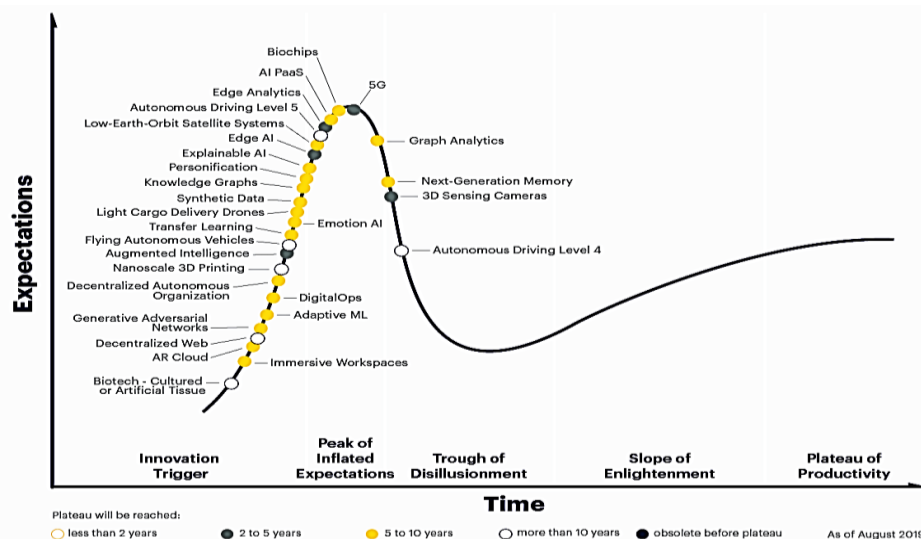 Biochips
AI PaaS
5G
Edge Analytics
Autonomous Driving Level 5
Low-Earth-Orbit Satellite Systems
Edge AI
Graph Analytics
Explainable AI
Personification
Knowledge Graphs
Next-Generation Memory
Synthetic Data
3D Sensing Cameras
Light Cargo Delivery Drones
Emotion AI
Transfer Learning
Flying Autonomous Vehicles
Augmented Intelligence
Autonomous Driving Level 4
Nanoscale 3D Printing
Decentralized Autonomous
Organization
DigitalOps
Adaptive ML
Generative Adversarial
Networks
Decentralized Web
AR Cloud
Immersive Workspaces
Biotech - Cultured
or Artificial Tissue
Expectations
Innovation
Trigger
Peak of
Inflated
Expectations
Trough of
Disillusionment
Slope of
Enlightenment
Plateau of
Productivity
Time
Plateau will be reached:
less than 2 years
2 to 5 years
5 to 10 years
more than 10 years
obsolete before plateau
As of August